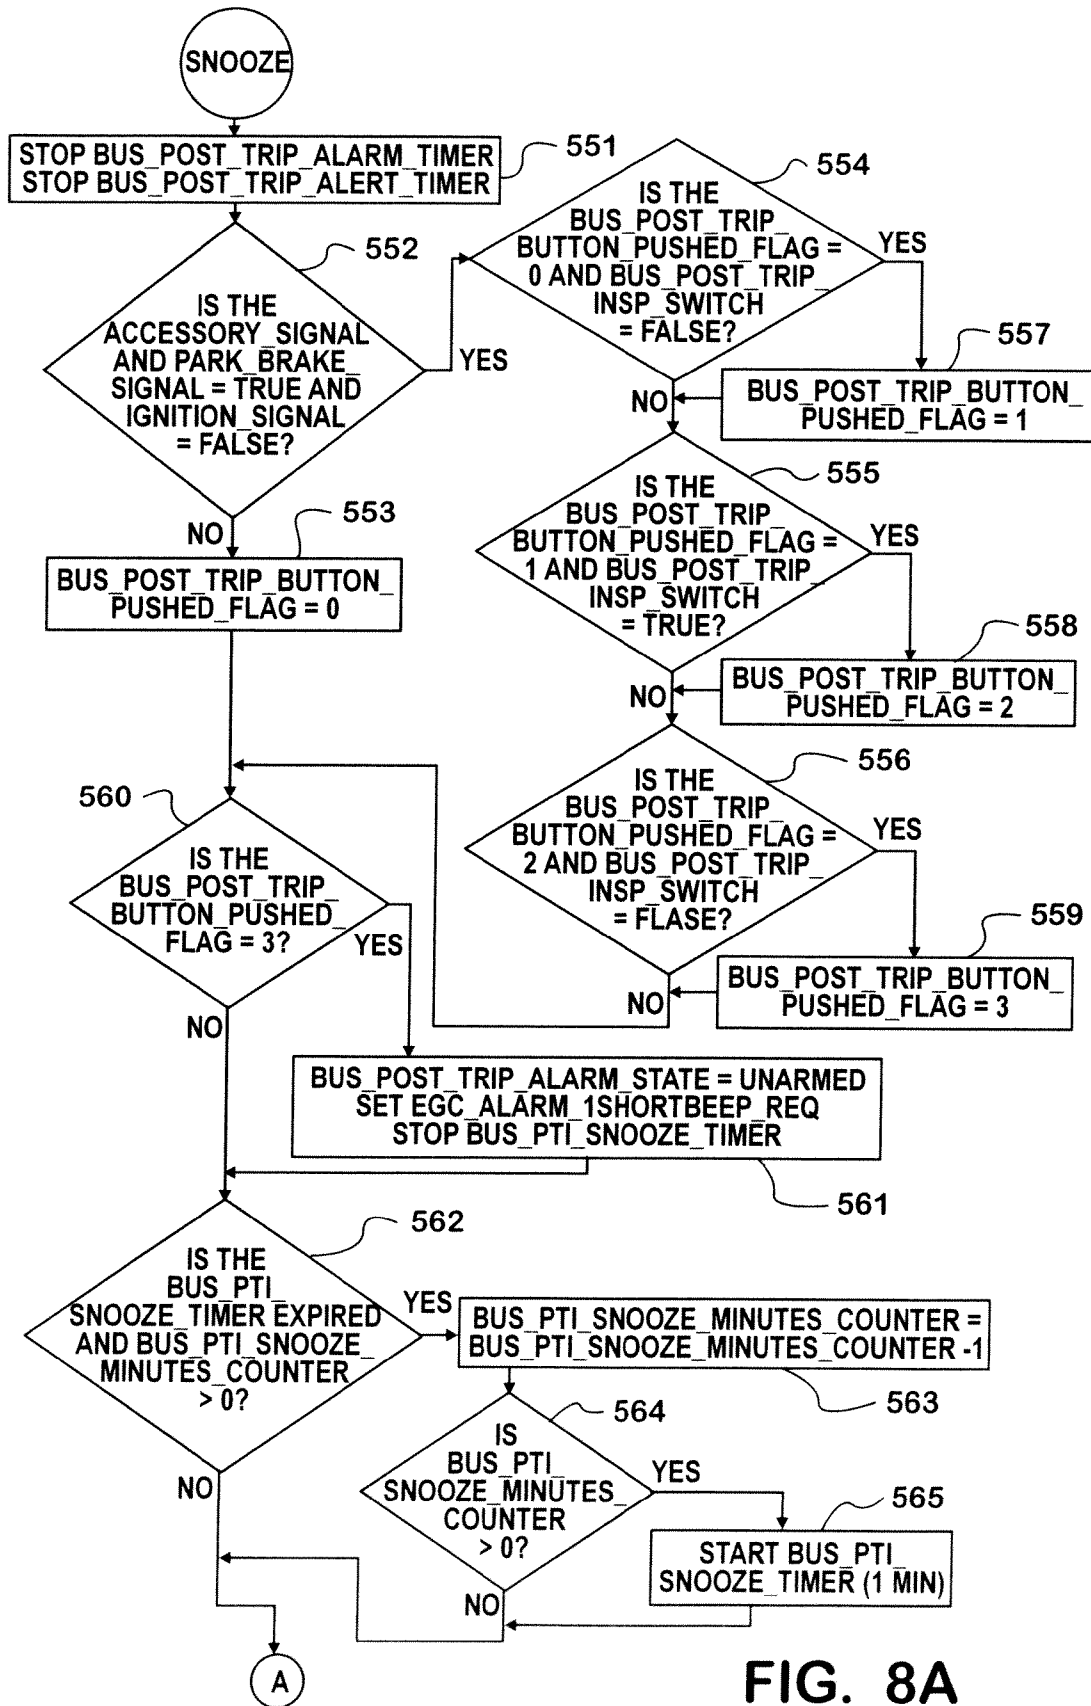 SNOOZE
STOP BUS_POST_TRIP_ALARM_TIMER
STOP BUS_POST_TRIP_ALERT_TIMER
551
552
IS THE
ACCESSORY_SIGNAL
AND PARK_BRAKE_
SIGNAL = TRUE AND
IGNITION_SIGNAL
= FALSE?
YES
NO
553
BUS_POST_TRIP_BUTTON_
PUSHED_FLAG = 0
554
IS THE
BUS_POST_TRIP_
BUTTON_PUSHED_FLAG =
0 AND BUS_POST_TRIP_
INSP_SWITCH
= FALSE?
YES
NO
557
BUS_POST_TRIP_BUTTON_
PUSHED_FLAG = 1
555
IS THE
BUS_POST_TRIP_
BUTTON_PUSHED_FLAG =
1 AND BUS_POST_TRIP_
INSP_SWITCH
= TRUE?
YES
NO
558
BUS_POST_TRIP_BUTTON_
PUSHED_FLAG = 2
556
IS THE
BUS_POST_TRIP_
BUTTON_PUSHED_FLAG =
2 AND BUS_POST_TRIP_
INSP_SWITCH
= FLASE?
YES
NO
559
BUS_POST_TRIP_BUTTON_
PUSHED_FLAG = 3
560
IS THE
BUS_POST_TRIP_
BUTTON_PUSHED_
FLAG = 3?
YES
NO
BUS_POST_TRIP_ALARM_STATE = UNARMED
SET EGC_ALARM_1SHORTBEEP_REQ
STOP BUS_PTI_SNOOZE_TIMER
561
562
IS THE
BUS_PTI_
SNOOZE_TIMER EXPIRED
AND BUS_PTI_SNOOZE_
MINUTES_COUNTER
> 0?
YES
NO
BUS_PTI_SNOOZE_MINUTES_COUNTER =
BUS_PTI_SNOOZE_MINUTES_COUNTER -1
563
564
IS
BUS_PTI_
SNOOZE_MINUTES_
COUNTER
> 0?
YES
NO
565
START BUS_PTI_
SNOOZE_TIMER (1 MIN)
A
FIG. 8A